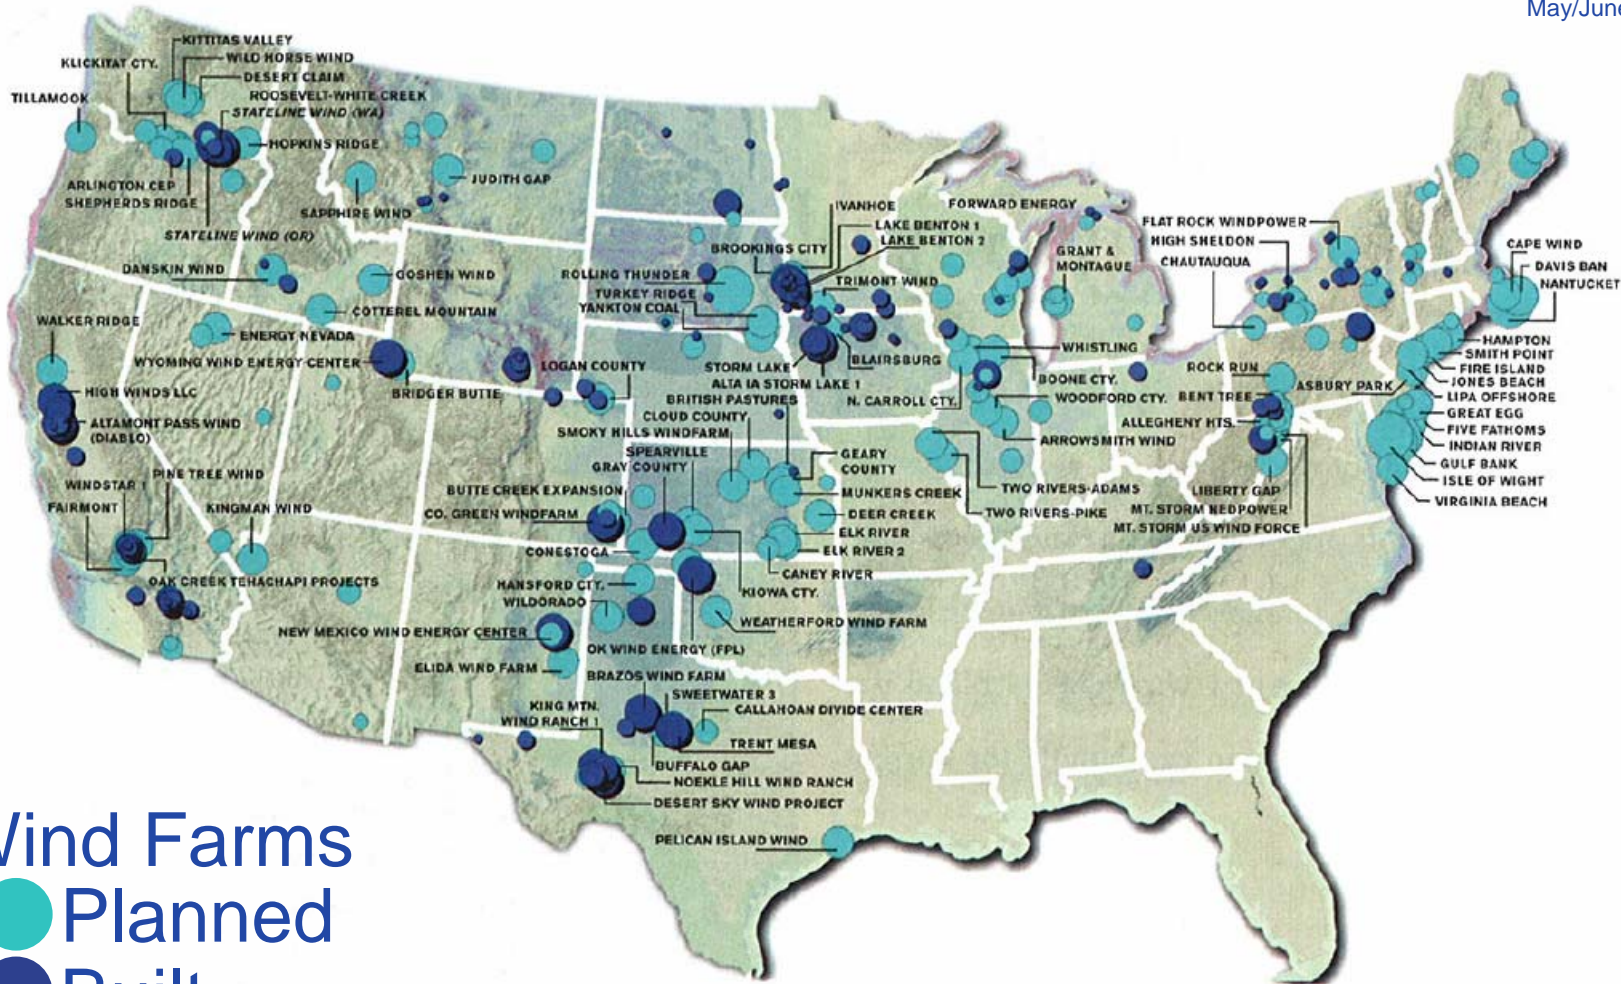 May/June
KITTITAS VALLEY
WILD HORSE WIND
KLICKITAT CTY.
DESERT CLAIM
TILLAMOOK
ROOSEVELT-WHITE CREEK
STATELINE WIND (WA)
HOPKINS RIDGE
ARLINGTON CEP
SHEPHERDS RIDGE
JUDITH GAP
SAPPHIRE WIND
STATELINE WIND (OR)
DANSKIN WIND
GOSHEN WIND
COTTEREL MOUNTAIN
WALKER RIDGE
ENERGY NEVADA
WYOMING WIND ENERGY CENTER
BRIDGER BUTTE
HIGH WINDS LLC
ALTAMONT PASS WIND
(DIABLO)
PINE TREE WIND
WINDSTAR 1
FAIRMONT
KINGMAN WIND
OAK CREEK TEHACHAPI PROJECTS
IVANHOE
LAKE BENTON 1
LAKE BENTON 2
BROOKINGS CITY
ROLLING THUNDER
TURKEY RIDGE
YANKTON COAL
TRIMONT WIND
LOGAN COUNTY
STORM LAKE
BLAIRSBURG
ALTA IA STORM LAKE 1
BRITISH PASTURES
CLOUD COUNTY
SMOKY HILLS WINDFARM
SPEARVILLE
GRAY COUNTY
BUTTE CREEK EXPANSION
CO. GREEN WINDFARM
CONESTOGA
GEARY
COUNTY
MUNKERS CREEK
DEER CREEK
ELK RIVER
ELK RIVER 2
CANEY RIVER
KIOWA CTY.
HANSFORD CTY.
WILDORADO
WEATHERFORD WIND FARM
NEW MEXICO WIND ENERGY CENTER
OK WIND ENERGY (FPL)
ELIDA WIND FARM
BRAZOS WIND FARM
SWEETWATER 3
CALLAHOAN DIVIDE CENTER
KING MTN.
WIND RANCH 1
TRENT MESA
BUFFALO GAP
NOEKLE HILL WIND RANCH
DESERT SKY WIND PROJECT
PELICAN ISLAND WIND
FORWARD ENERGY
GRANT &
MONTAGUE
WHISTLING
BOONE CTY.
N. CARROLL CTY.
WOODFORD CTY.
ARROWSMITH WIND
TWO RIVERS-ADAMS
TWO RIVERS-PIKE
FLAT ROCK WINDPOWER
HIGH SHELDON
CHAUTAUQUA
CAPE WIND
DAVIS BAN
NANTUCKET
ROCK RUN
BENT TREE
ALLEGHENY HTS.
LIBERTY GAP
MT. STORM NEDPOWER
MT. STORM US WIND FORCE
ASBURY PARK
HAMPTON
SMITH POINT
FIRE ISLAND
JONES BEACH
LIPA OFFSHORE
GREAT EGG
FIVE FATHOMS
INDIAN RIVER
GULF BANK
ISLE OF WIGHT
VIRGINIA BEACH
Wind Farms
Planned
Built